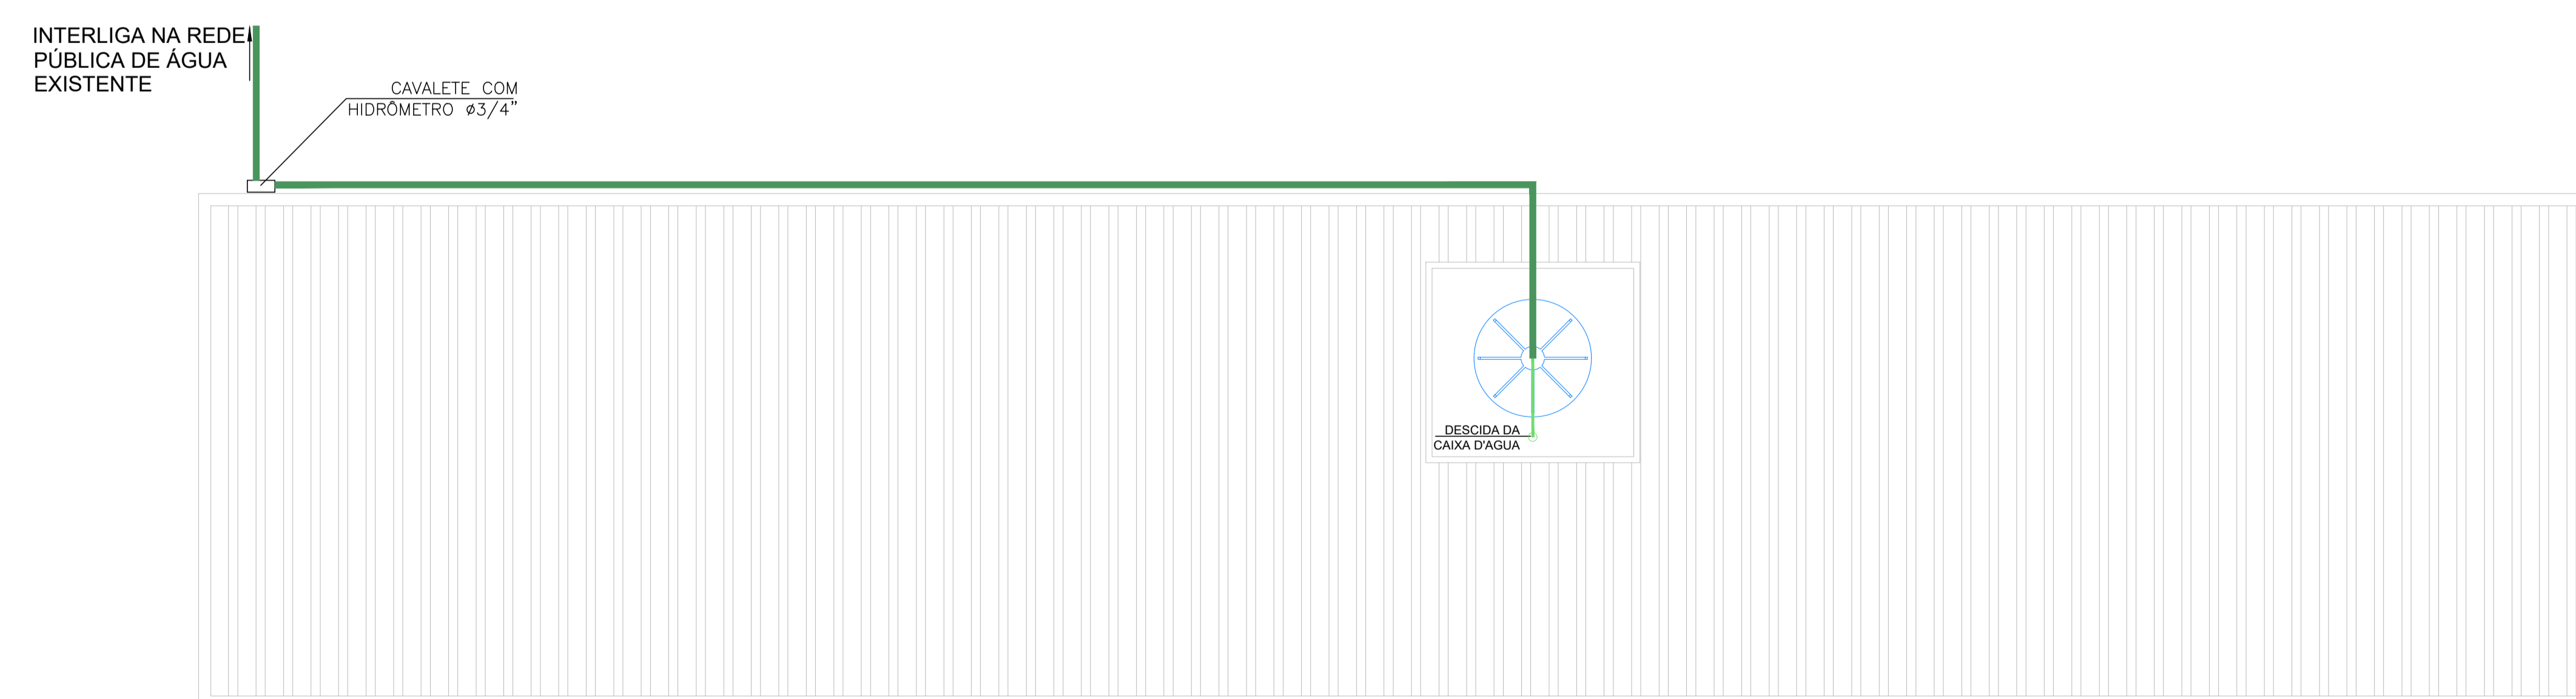 INTERLIGA NA REDE
PÚBLICA DE ÁGUA
EXISTENTE
CAVALETE COM
HIDRÔMETRO ø3/4"
DESCIDA DA
CAIXA D'AGUA